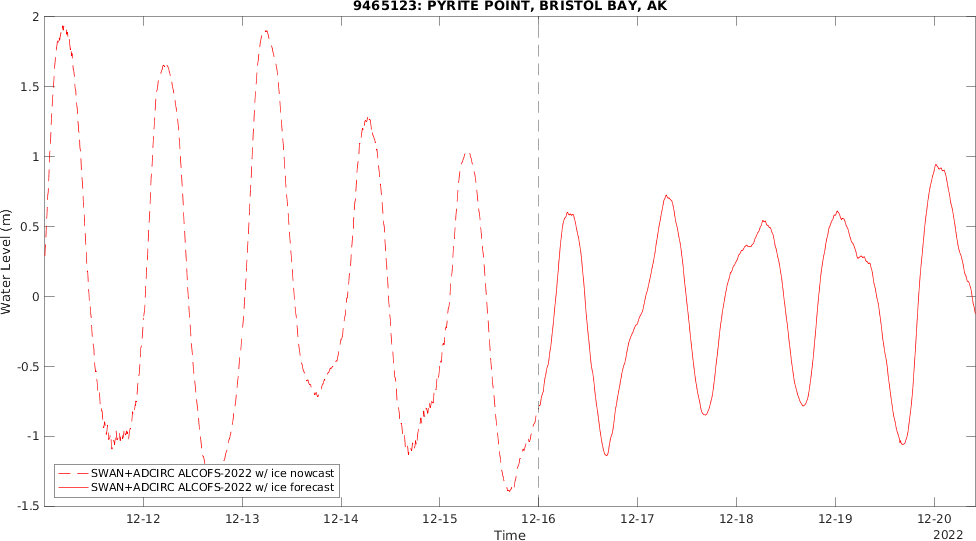 9465123: PYRITE POINT, BRISTOL BAY, AK
2
1.5
1
0.5
0
-0.5
-1
-1.5
Water Level (m)
SWAN+ADCIRC ALCOFS-2022 w/ ice nowcast
SWAN+ADCIRC ALCOFS-2022 w/ ice forecast
12-12 12-13 12-14 12-15 12-16 12-17 12-18 12-19 12-20
Time
2022